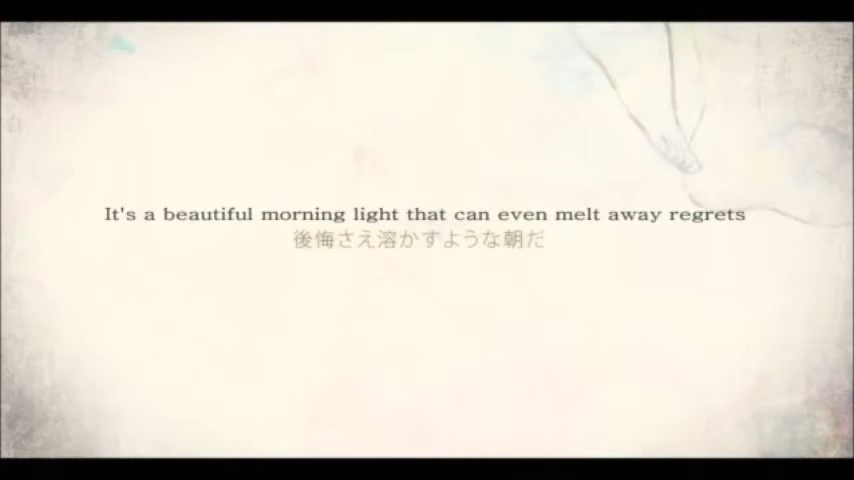 It's a beautiful morning light that can even melt away regrets
後悔さえ溶かすような朝だ